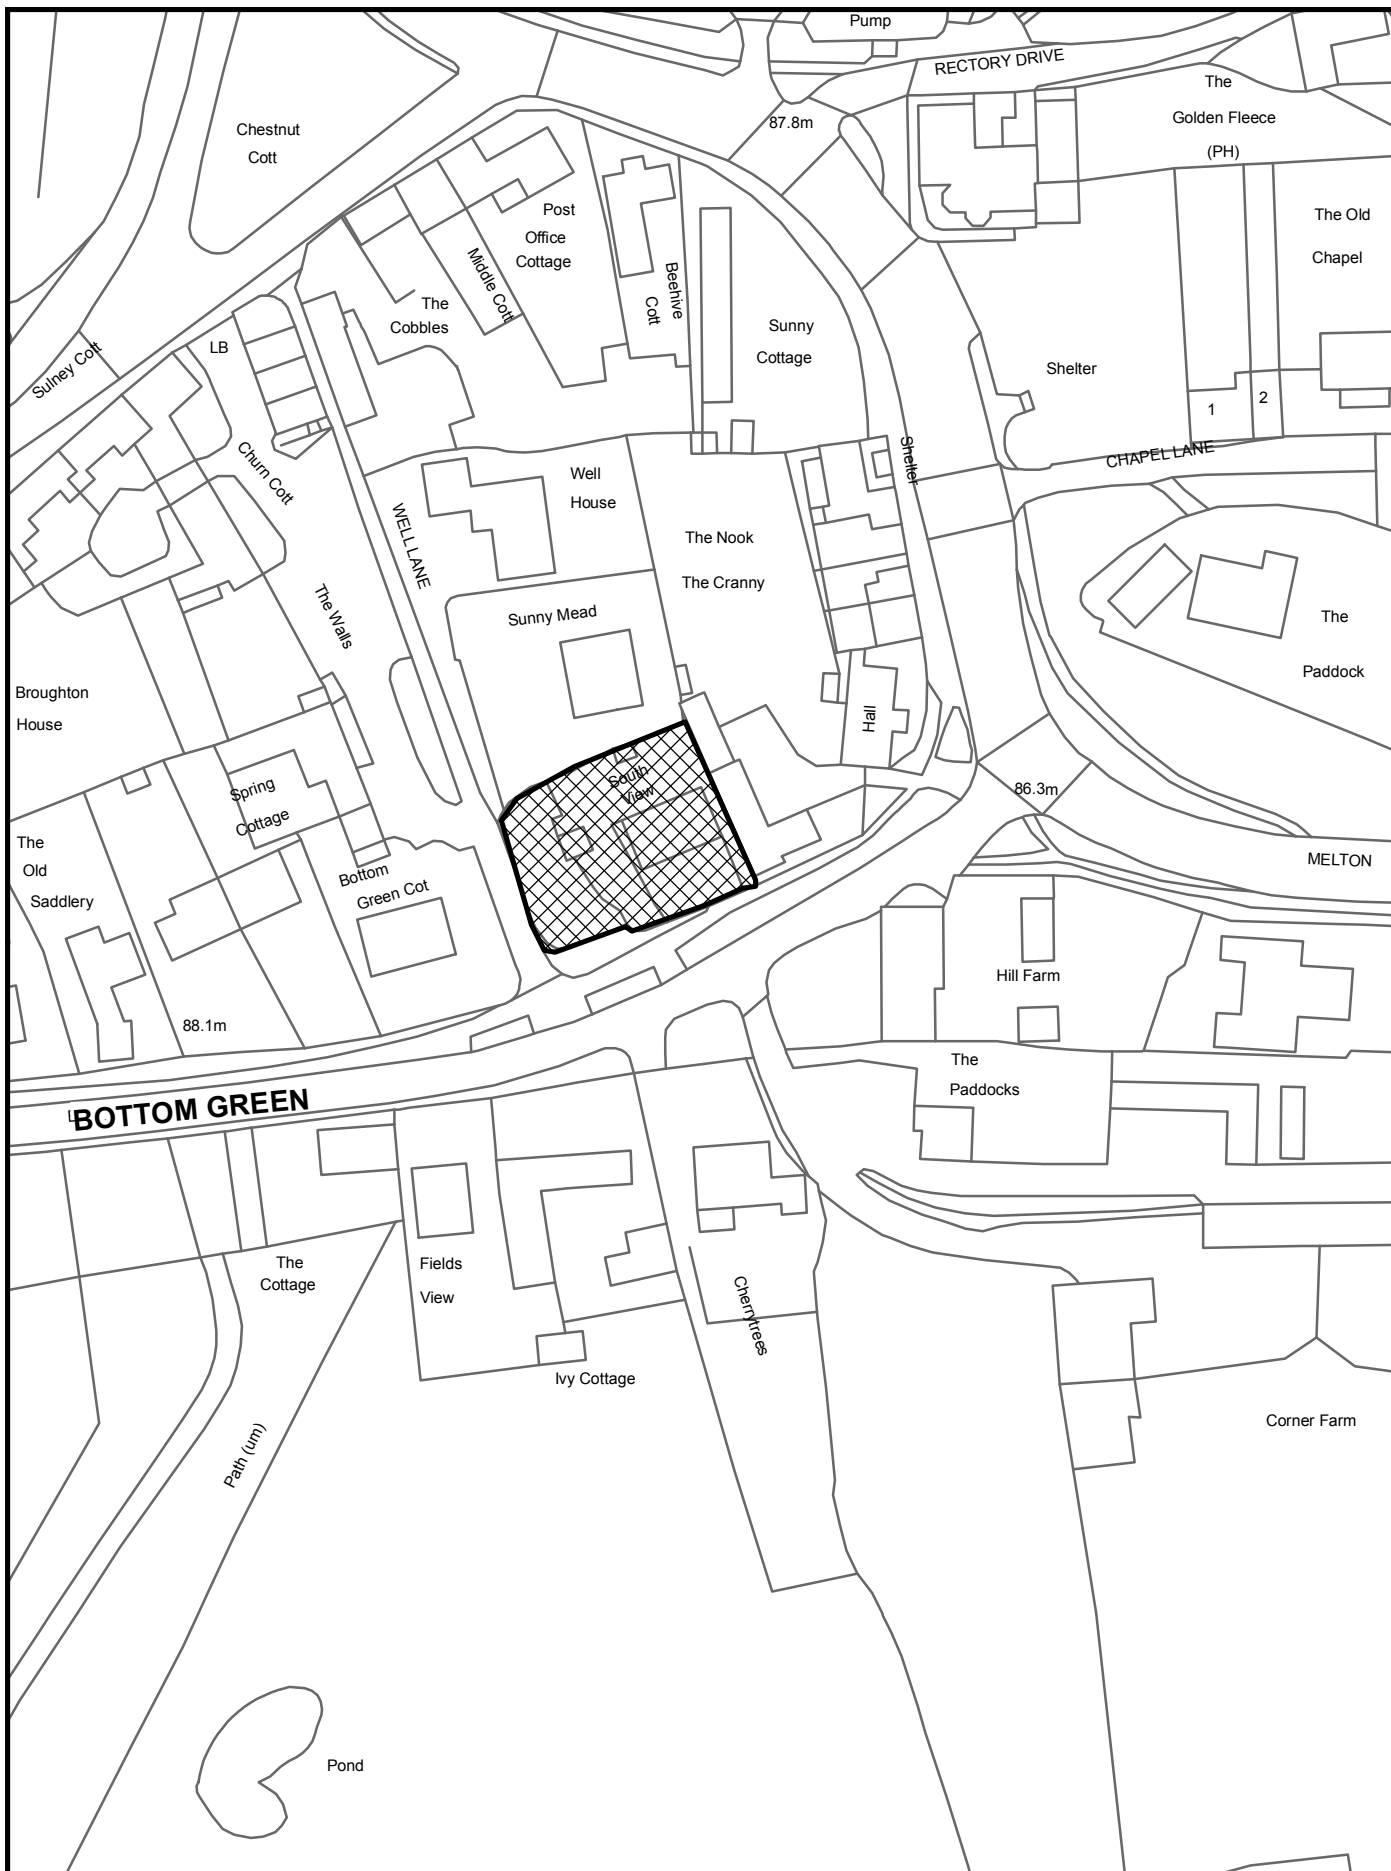 Pump
RECTORY DRIVE
The
Golden Fleece
(PH)
87.8m
Chestnut
Cott
Post
Office
Cottage
Middle Cott
The
Cobbles
Beehive
Cott
Sunny
Cottage
The Old
Chapel
Shelter
1
2
CHAPEL LANE
Shelter
LB
Sulney Cott
Churn Cott
WELL LANE
Well
House
The Nook
The Cranny
Sunny Mead
The Walls
The
Paddock
Broughton
House
Hall
South
View
86.3m
Spring
Cottage
The
Old
Saddlery
Bottom
Green Cot
MELTON
Hill Farm
88.1m
The
Paddocks
BOTTOM GREEN
The
Cottage
Fields
View
Cherrytrees
Ivy Cottage
Corner Farm
Path (um)
Pond